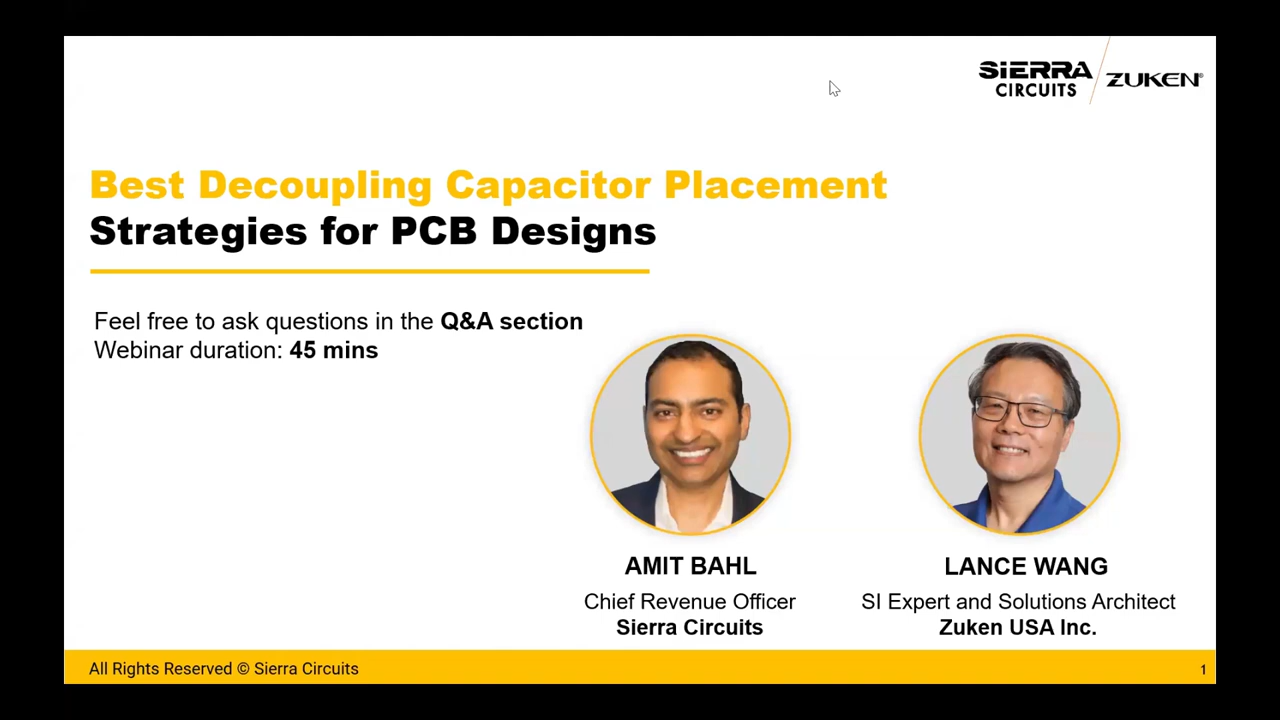 SiERRA
CIRCUITS
ZUKEN®
Best Decoupling Capacitor Placement
Strategies for PCB Designs
Feel free to ask questions in the Q&A section
Webinar duration: 45 mins
AMIT BAHL
Chief Revenue Officer
Sierra Circuits
LANCE WANG
SI Expert and Solutions Architect
Zuken USA Inc.
All Rights Reserved © Sierra Circuits
1